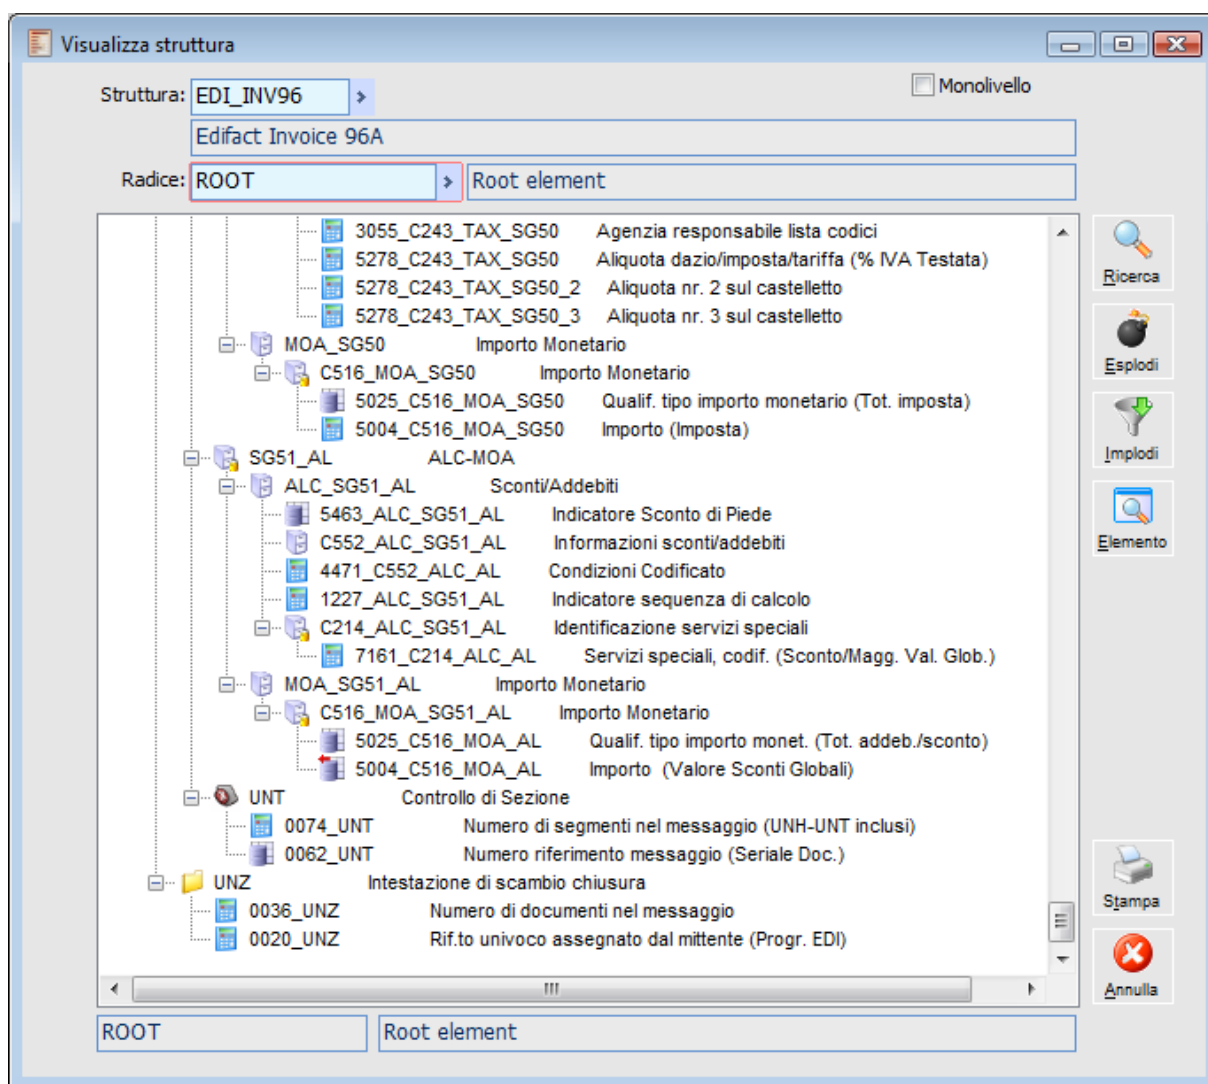 Visualizza struttura
Struttura: EDI_INV96
Monolivello
Edifact Invoice 96A
Radice: ROOT
Root element
3055_C243_TAX_SG50 Agenzia responsabile lista codici
5278_C243_TAX_SG50 Aliquota dazio/imposta/tariffa (% IVA Testata)
5278_C243_TAX_SG50_2 Aliquota nr. 2 sul castelletto
5278_C243_TAX_SG50_3 Aliquota nr. 3 sul castelletto
MOA_SG50 Importo Monetario
C516_MOA_SG50 Importo Monetario
5025_C516_MOA_SG50 Qualif. tipo importo monetario (Tot. imposta)
5004_C516_MOA_SG50 Importo (Imposta)
SG51_AL ALC-MOA
ALC_SG51_AL Sconti/Addebiti
5463_ALC_SG51_AL Indicatore Sconto di Piede
C552_ALC_SG51_AL Informazioni sconti/addebiti
4471_C552_ALC_AL Condizioni Codificato
1227_ALC_SG51_AL Indicatore sequenza di calcolo
C214_ALC_SG51_AL Identificazione servizi speciali
7161_C214_ALC_AL Servizi speciali, codif. (Sconto/Magg. Val. Glob.)
MOA_SG51_AL Importo Monetario
C516_MOA_SG51_AL Importo Monetario
5025_C516_MOA_AL Qualif. tipo importo monet. (Tot. addeb./sconto)
5004_C516_MOA_AL Importo (Valore Sconti Globali)
UNT Controllo di Sezione
0074_UNT Numero di segmenti nel messaggio (UNH-UNT inclusi)
0062_UNT Numero riferimento messaggio (Seriale Doc.)
UNZ Intestazione di scambio chiusura
0036_UNZ Numero di documenti nel messaggio
0020_UNZ Rif.to univoco assegnato dal mittente (Progr. EDI)
Ricerca
Esplodi
Implodi
Elemento
Stampa
Annulla
ROOT
Root element